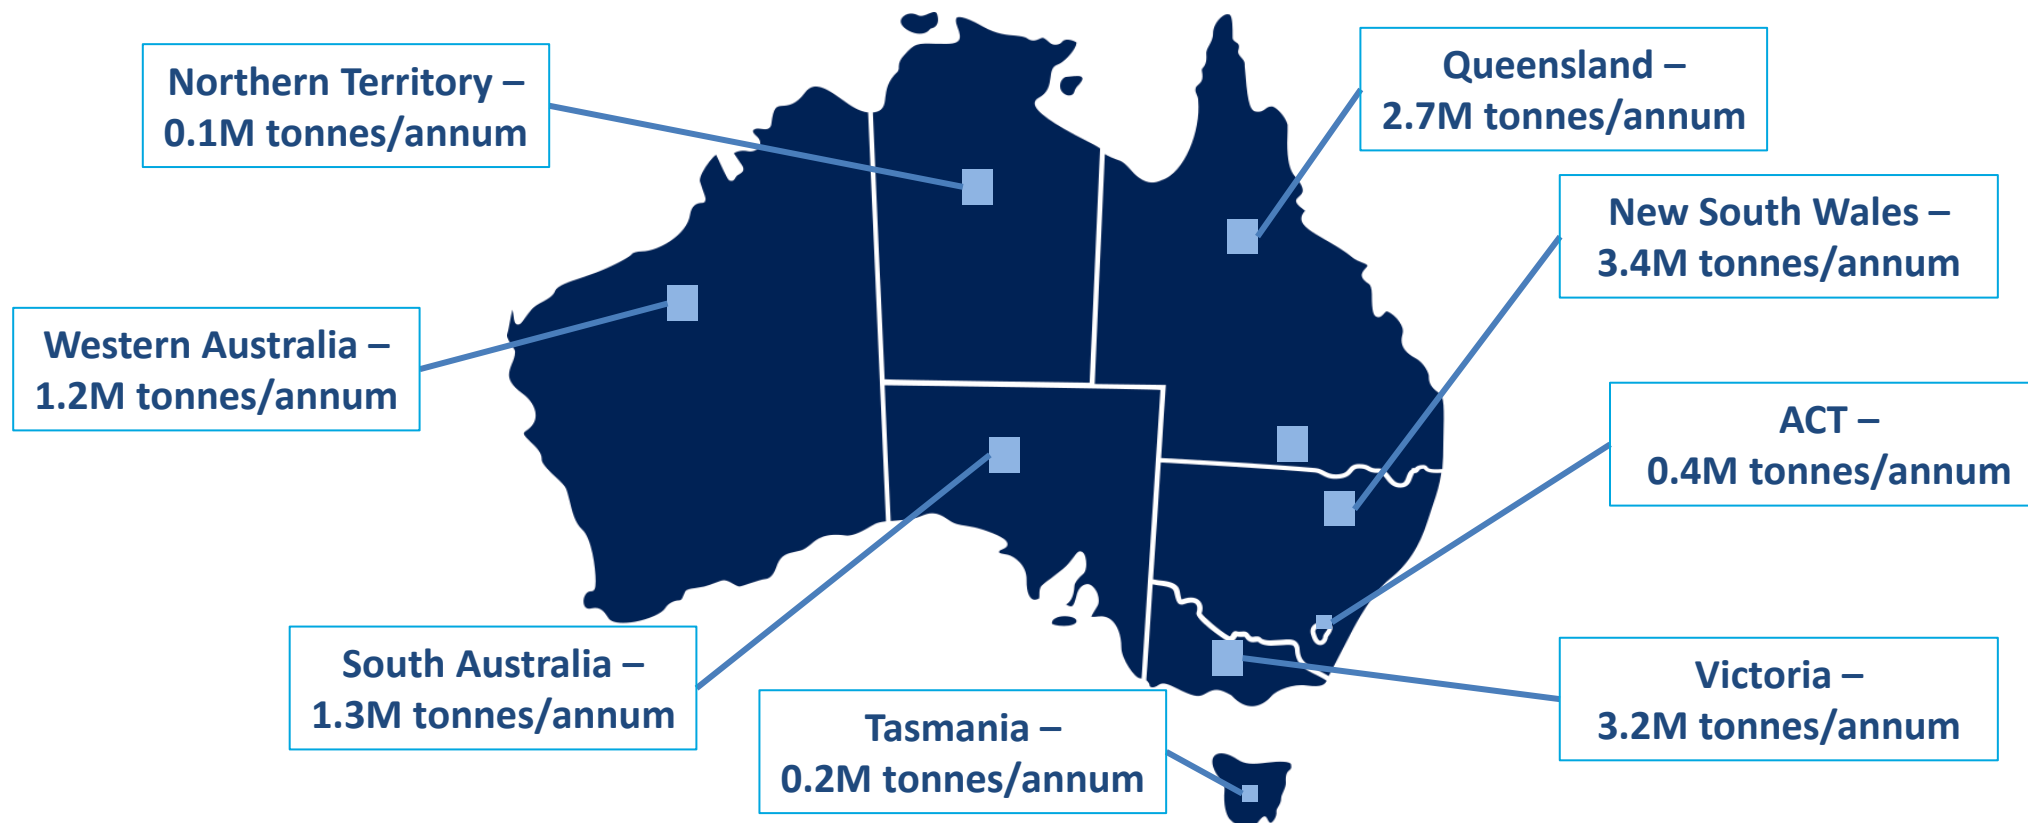 Northern Territory –
0.1M tonnes/annum
Queensland –
2.7M tonnes/annum
New South Wales –
3.4M tonnes/annum
Western Australia –
1.2M tonnes/annum
ACT –
0.4M tonnes/annum
South Australia –
1.3M tonnes/annum
Victoria –
3.2M tonnes/annum
Tasmania –
0.2M tonnes/annum